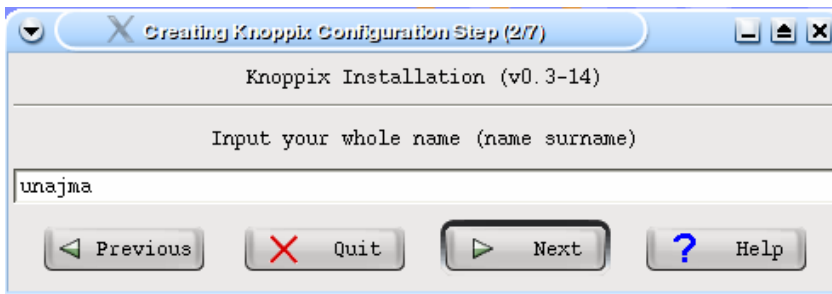 Creating Knoppix Configuration Step (2/7)
Knoppix Installation (v0.3-14)
Input your whole name (name surname)
unajma
Previous Quit Next Help